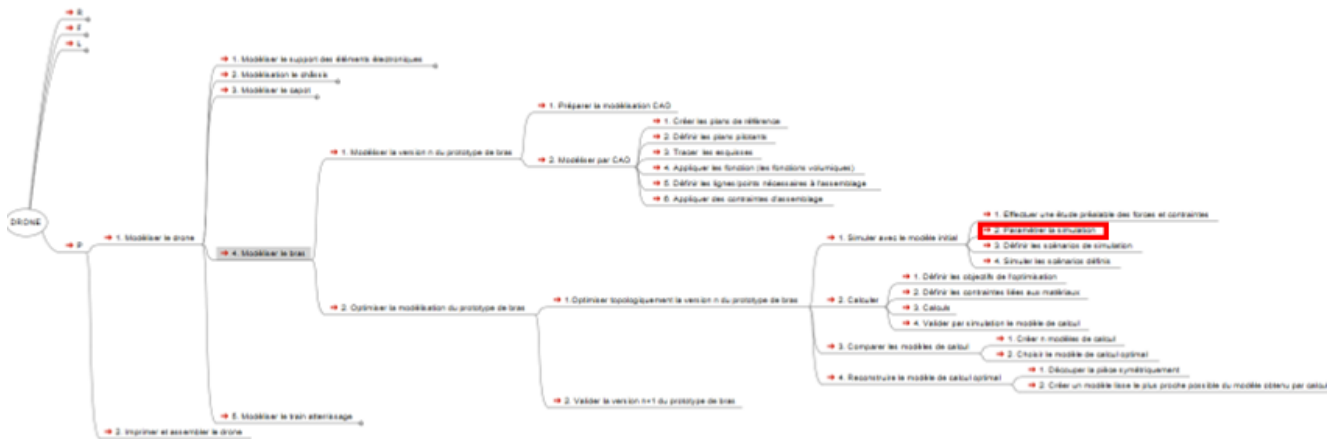 R
F
L
1. Modéliser le support des éléments électroniques
2. Modélisation le châssis
3. Modéliser le capot
1. Préparer la modélisation CAO
1. Créer les plans de référence
2. Définir les plans pilotants
1. Modéliser la version n du prototype de bras
3. Tracer les esquisses
2. Modéliser par CAO
4. Appliquer les fonction (les fonctions volumiques)
5. Définir les lignes/points nécessaires à l'assemblage
6. Appliquer des contraintes d'assemblage
DRONE
1. Effectuer une étude préalable des forces et contraintes
2. Paramétrer la simulation
P
1. Modéliser le drone
4. Modéliser le bras
1. Simuler avec le modèle initial
3. Définir les scénarios de simulation
4. Simuler les scénarios définis
1. Définir les objectifs de l'optimisation
2. Définir les contraintes liées aux matériaux
2. Optimiser la modélisation du prototype de bras
1.Optimiser topologiquement la version n du prototype de bras
2. Calculer
3. Calculs
4. Valider par simulation le modèle de calcul
1. Créer n modèles de calcul
3. Comparer les modèles de calcul
2. Choisir le modèle de calcul optimal
1. Découper la pièce symétriquement
4. Reconstruire le modèle de calcul optimal
2. Créer un modèle lisse le plus proche possible du modèle obtenu par calcul
2. Valider la version n+1 du prototype de bras
5. Modéliser le train atterrissage
2. Imprimer et assembler le drone